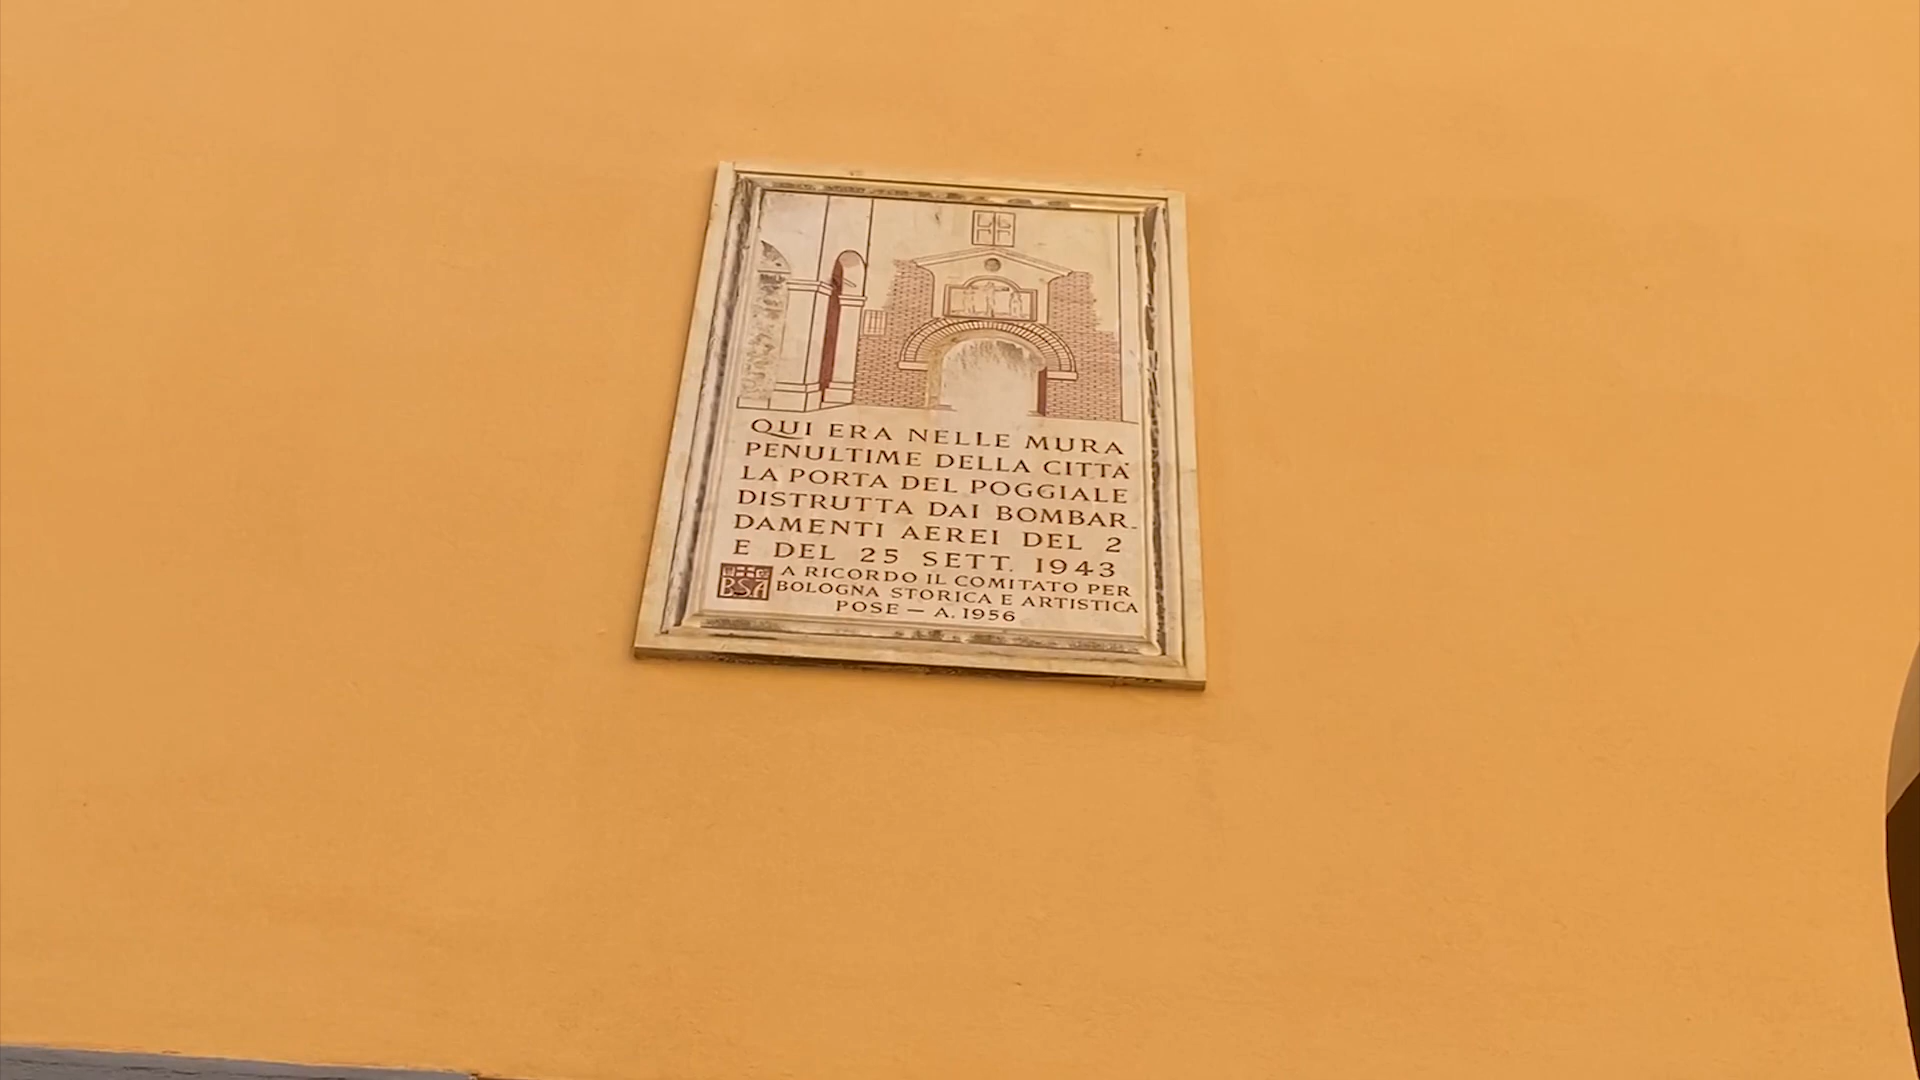 QUI ERA NELLE MURA
PENULTIME DELLA CITTÀ
LA PORTA DEL POGGIALE
DISTRUTTA DAI BOMBAR-
DAMENTI AEREI DEL 2
E DEL 25 SETT. 1943
BSA
A RICORDO IL COMITATO PER
BOLOGNA STORICA E ARTISTICA
POSE — A. 1956